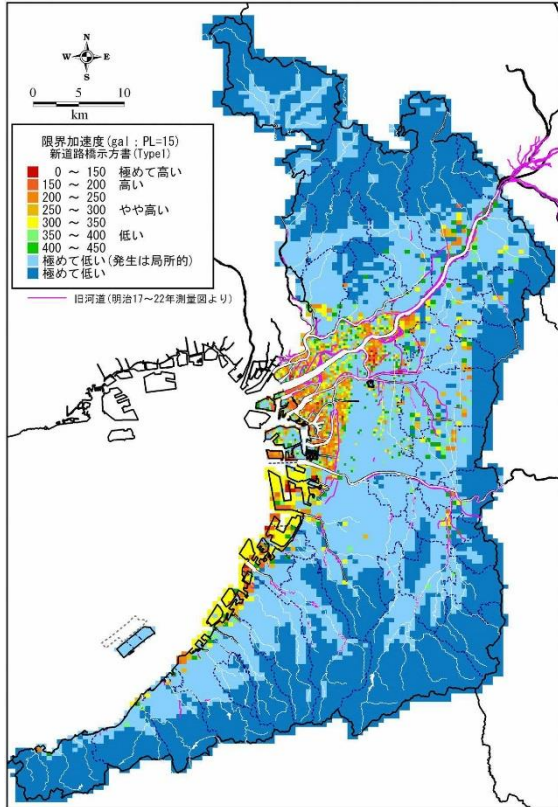 N
W E
S
0 5 10
km
限界加速度(gal ; PL=15)
新道路橋示方書(Type1)
0 ～ 150 極めて高い
150 ～ 200 高い
200 ～ 250
250 ～ 300 やや高い
300 ～ 350
350 ～ 400 低い
400 ～ 450
極めて低い(発生は局所的)
極めて低い
旧河道(明治17～22年測量図より)